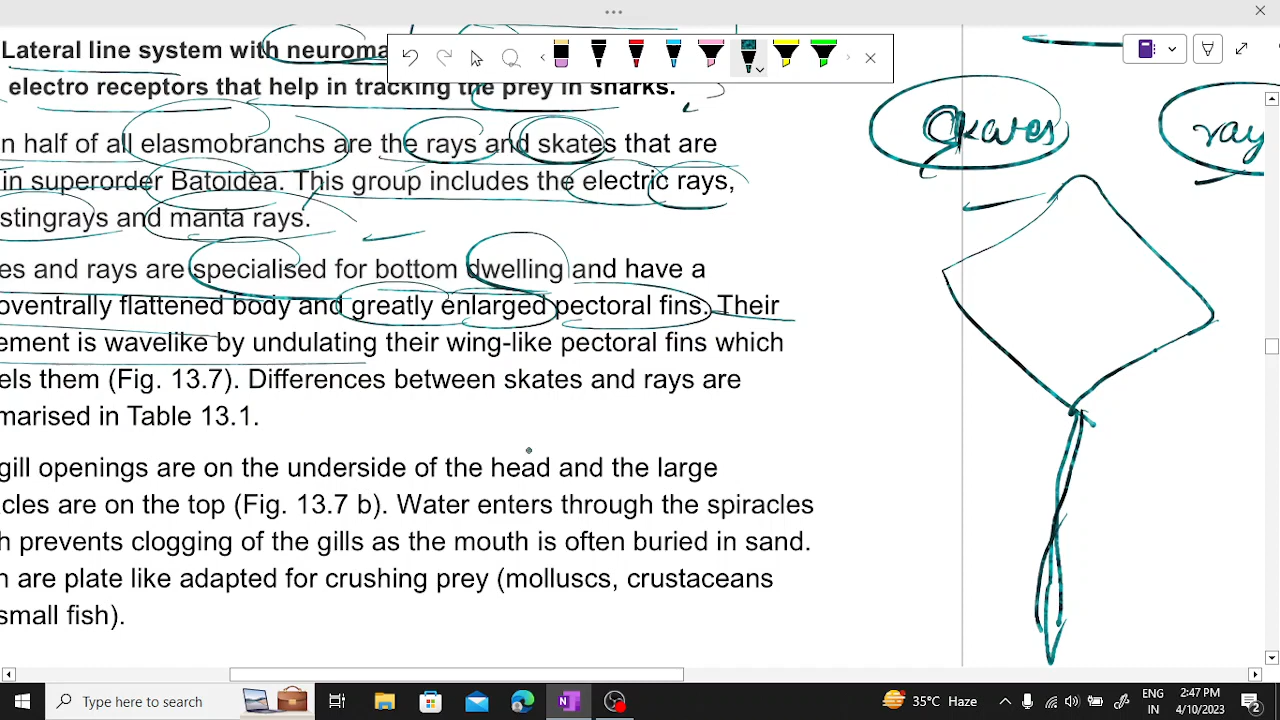 Lateral line system with neuroma
electro receptors that help in tracking the prey in sharks.
n half of all elasmobranchs are the rays and skates that are
in superorder Batoidea. This group includes the electric rays,
stingrays and manta rays.
es and rays are specialised for bottom dwelling and have a
oventrally flattened body and greatly enlarged pectoral fins. Their
ement is wavelike by undulating their wing-like pectoral fins which
els them (Fig. 13.7). Differences between skates and rays are
marised in Table 13.1.
gill openings are on the underside of the head and the large
cles are on the top (Fig. 13.7 b). Water enters through the spiracles
h prevents clogging of the gills as the mouth is often buried in sand.
n are plate like adapted for crushing prey (molluscs, crustaceans
small fish).
Skates
ray
Type here to search
35°C Haze
ENG
IN
2:47 PM
4/10/2023
2